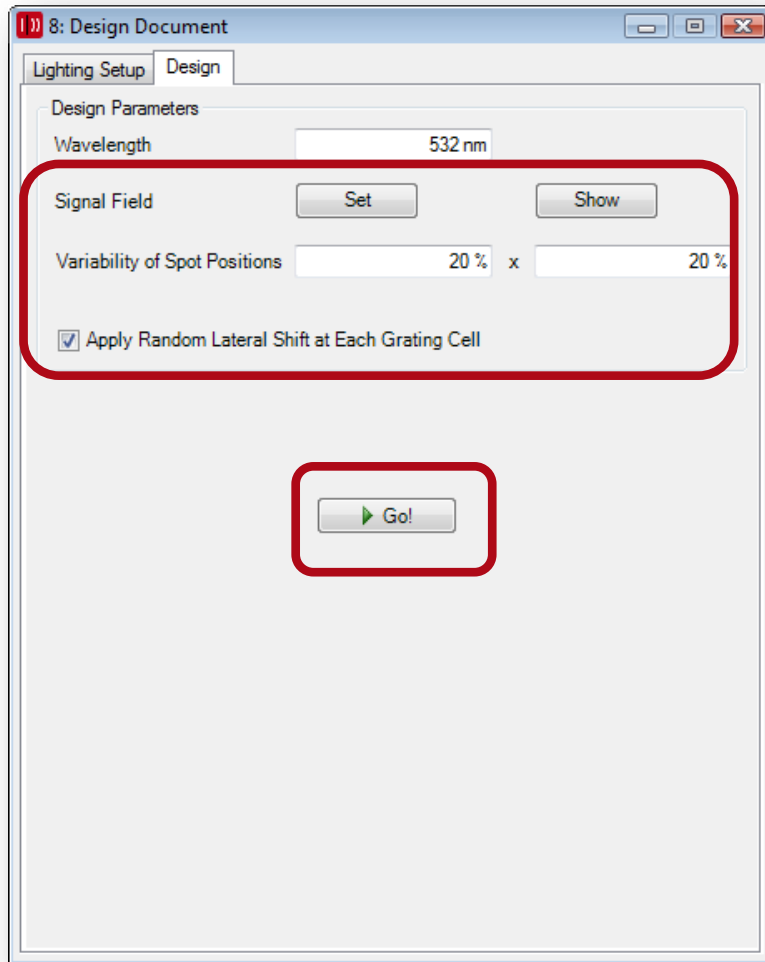 8: Design Document
Lighting Setup Design
Design Parameters
Wavelength 532 nm
Signal Field Set Show
Variability of Spot Positions 20 % x 20 %
Apply Random Lateral Shift at Each Grating Cell
Go!